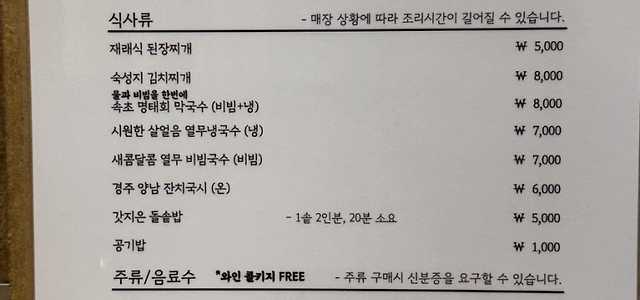 식사류 - 매장 상황에 따라 조리시간이 길어질 수 있습니다.
재래식 된장찌개 ₩ 5,000
숙성지 김치찌개 ₩ 8,000
물과 비빔을 한번에
속초 명태회 막국수 (비빔+냉) ₩ 8,000
시원한 살얼음 열무냉국수 (냉) ₩ 7,000
새콤달콤 열무 비빔국수 (비빔) ₩ 7,000
경주 양남 잔치국시 (온) ₩ 6,000
갓지은 돌솥밥 - 1솥 2인분, 20분 소요 ₩ 5,000
공기밥 ₩ 1,000
주류/음료수 *와인 콜키지 FREE - 주류 구매시 신분증을 요구할 수 있습니다.